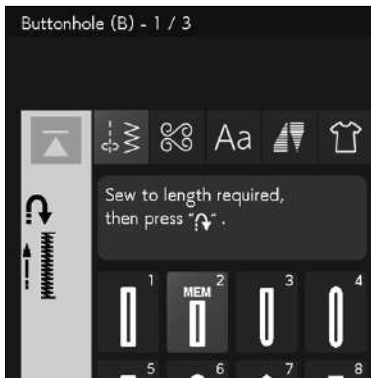 Buttonhole (B) - 1 / 3
Aa
Sew to length required,
then press "↷".
1
MEM 2
3
4
5
6
7
8